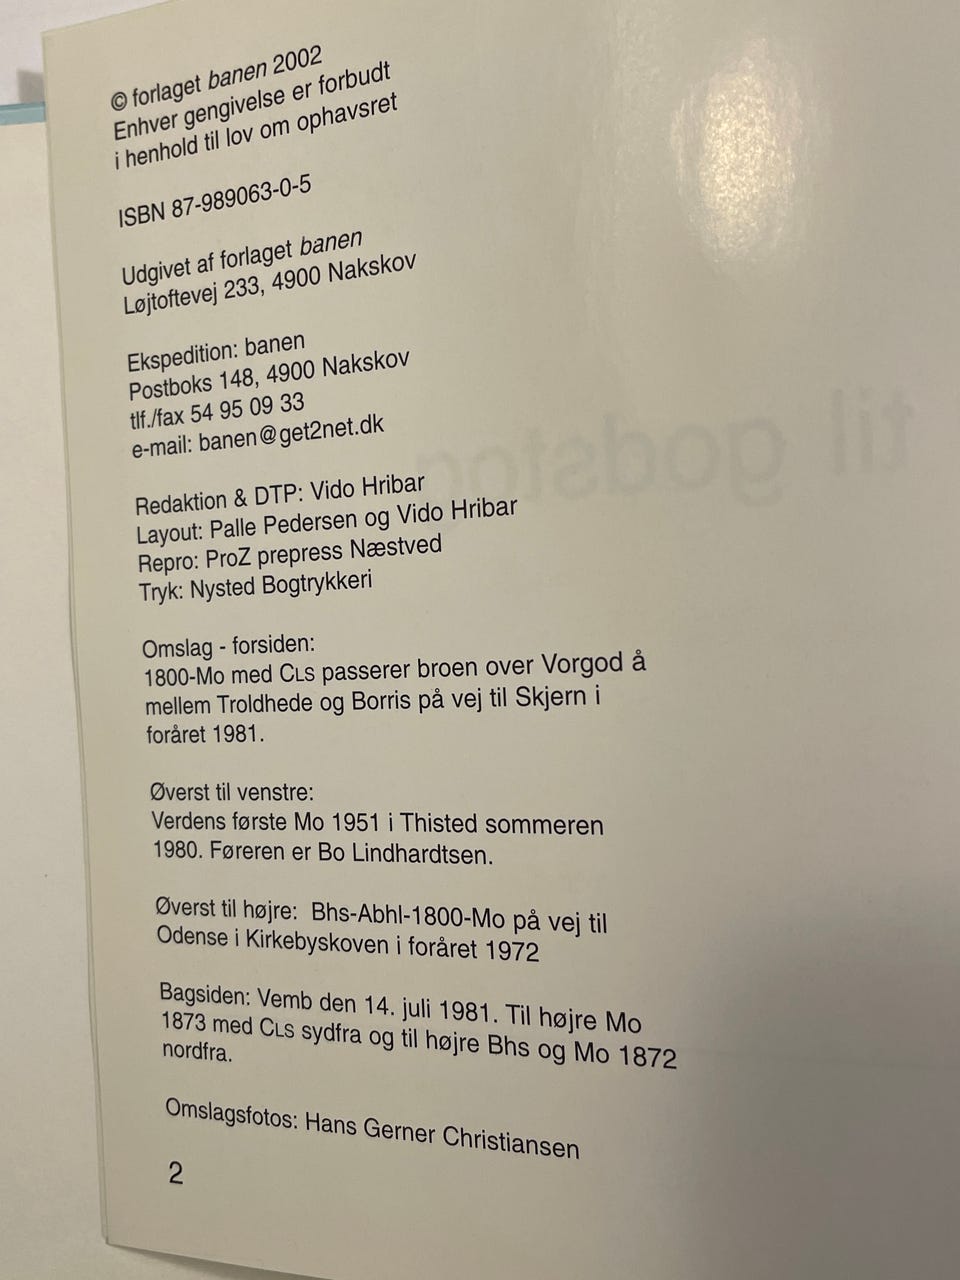 © forlaget banen 2002
Enhver gengivelse er forbudt
i henhold til lov om ophavsret
ISBN 87-989063-0-5
Udgivet af forlaget banen
Løjtoftevej 233, 4900 Nakskov
Ekspedition: banen
Postboks 148, 4900 Nakskov
tlf./fax 54 95 09 33
e-mail: banen@get2net.dk
Redaktion & DTP: Vido Hribar
Layout: Palle Pedersen og Vido Hribar
Repro: ProZ prepress Næstved
Tryk: Nysted Bogtrykkeri
Omslag - forsiden:
1800-Mo med CLS passerer broen over Vorgod å
mellem Troldhede og Borris på vej til Skjern i
foråret 1981.
Øverst til venstre:
Verdens første Mo 1951 i Thisted sommeren
1980. Føreren er Bo Lindhardtsen.
Øverst til højre:  Bhs-Abhl-1800-Mo på vej til
Odense i Kirkebyskoven i foråret 1972
Bagsiden: Vemb den 14. juli 1981. Til højre Mo
1873 med CLS sydfra og til højre Bhs og Mo 1872
nordfra.
Omslagsfotos: Hans Gerner Christiansen
2
til godstog